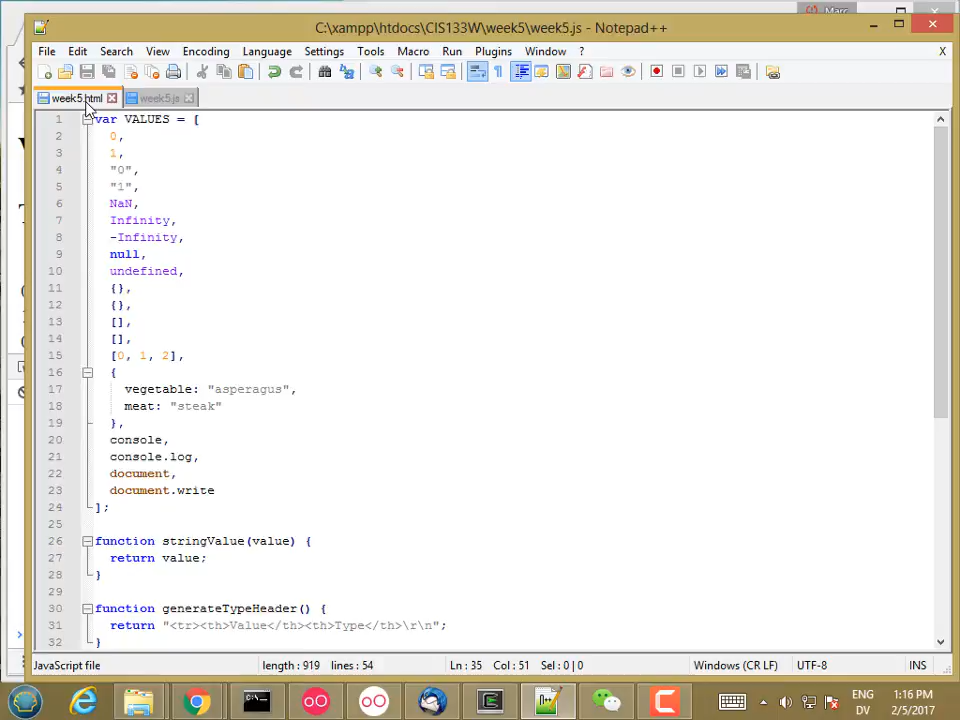 Marc
C:\xampp\htdocs\CIS133W\week5\week5.js - Notepad++
File Edit Search View Encoding Language Settings Tools Macro Run Plugins Window ? X
week5.html week5.js
1 var VALUES = [
2 0,
3 1,
4 "0",
5 "1",
6 NaN,
7 Infinity,
8 -Infinity,
9 null,
10 undefined,
11 {},
12 {},
13 [],
14 [],
15 [0, 1, 2],
16 {
17 vegetable: "asperagus",
18 meat: "steak"
19 },
20 console,
21 console.log,
22 document,
23 document.write
24 ];
25
26 function stringValue(value) {
27 return value;
28 }
29
30 function generateTypeHeader() {
31 return "<tr><th>Value</th><th>Type</th>\r\n";
32 }
JavaScript file length : 919 lines : 54 Ln : 35 Col : 51 Sel : 0 | 0 Windows (CR LF) UTF-8 INS
ENG 1:16 PM
DV 2/5/2017